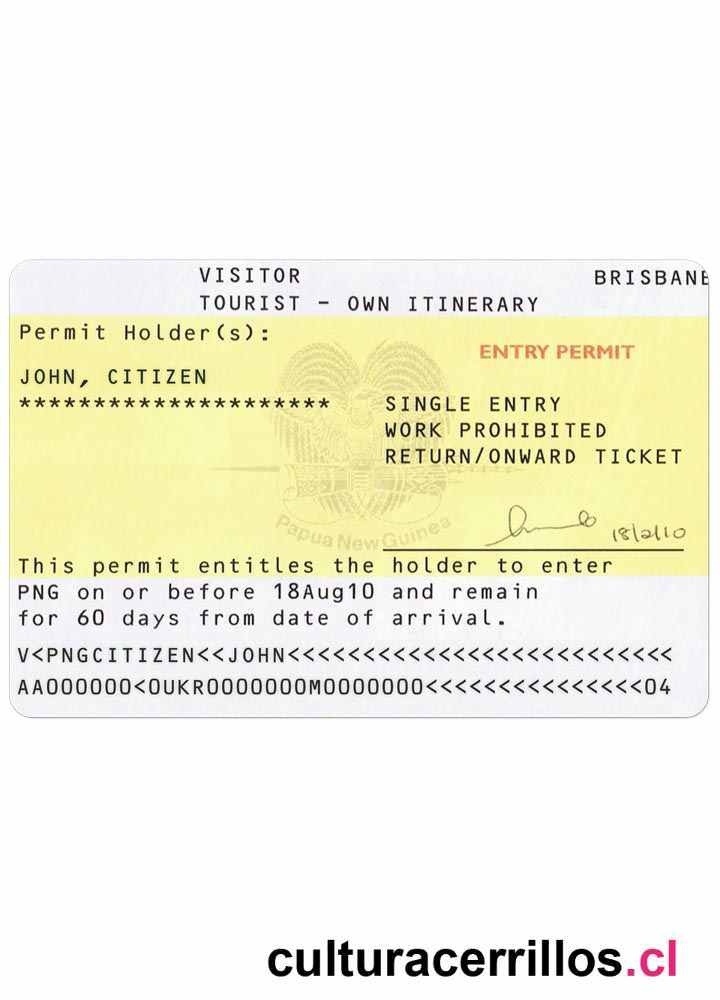 VISITOR
BRISBANE
TOURIST - OWN ITINERARY
Permit Holder(s):
ENTRY PERMIT
JOHN, CITIZEN
*********************
SINGLE ENTRY
WORK PROHIBITED
RETURN/ONWARD TICKET
Papua New Guinea
18/2/10
This permit entitles the holder to enter
PNG on or before 18Aug10 and remain
for 60 days from date of arrival.
V<PNGCITIZEN<<JOHN<<<<<<<<<<<<<<<<<<<<<<<<<<
AA000000<0UKR0000000M0000000<<<<<<<<<<<<<<04
culturacerrillos.cl